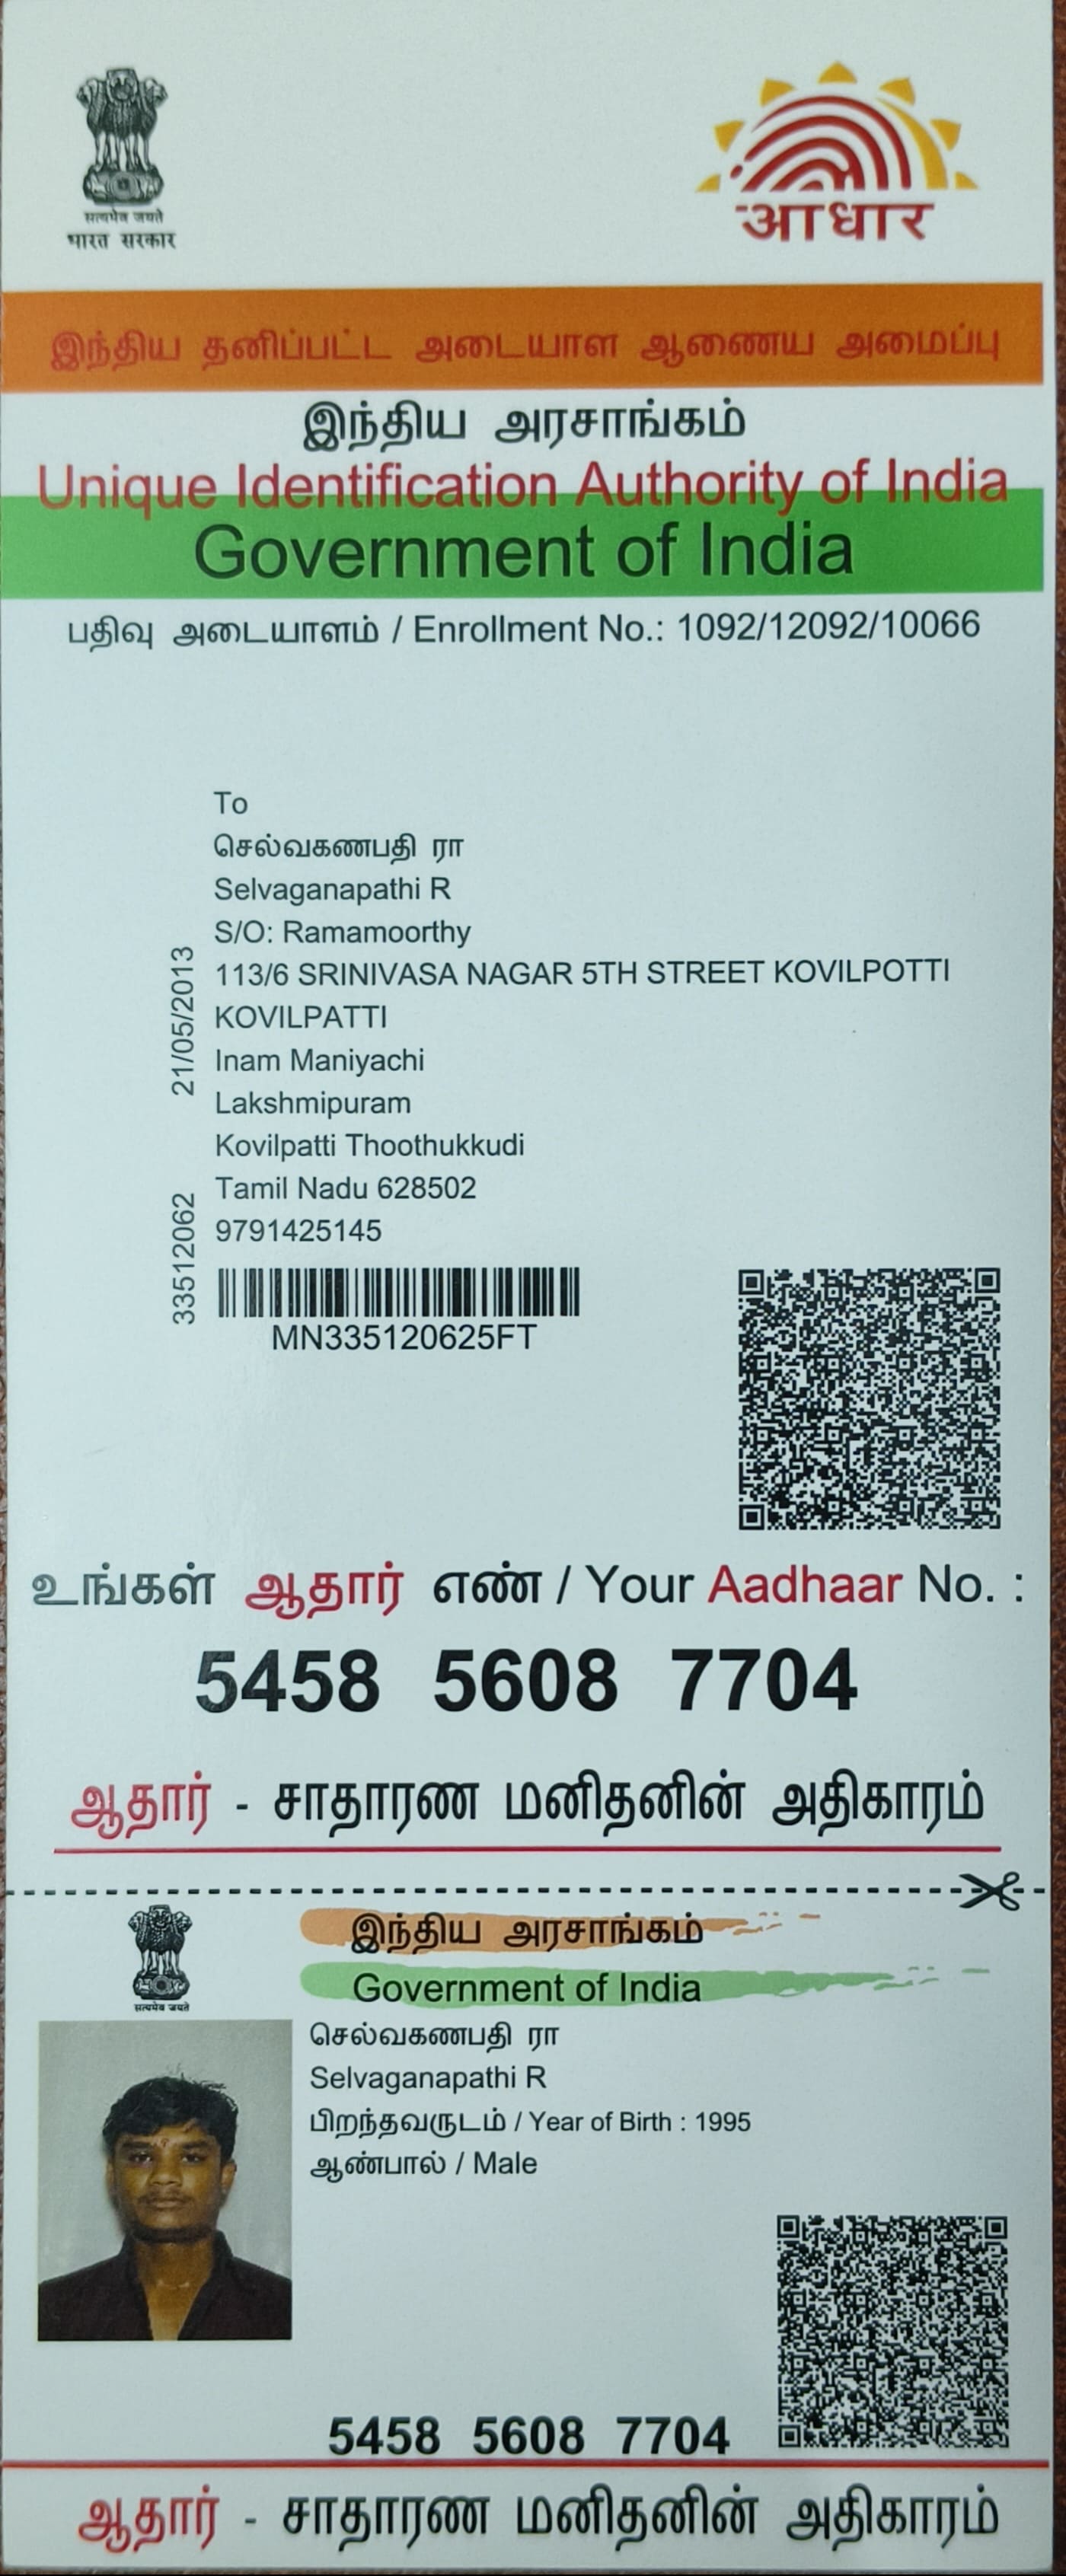 सत्यमेव जयते
भारत सरकार
आधार
இந்திய தனிப்பட்ட அடையாள ஆணைய அமைப்பு
இந்திய அரசாங்கம்
Unique Identification Authority of India
Government of India
பதிவு அடையாளம் / Enrollment No.: 1092/12092/10066
To
செல்வகணபதி ரா
Selvaganapathi R
S/O: Ramamoorthy
113/6 SRINIVASA NAGAR 5TH STREET KOVILPOTTI
KOVILPATTI
Inam Maniyachi
Lakshmipuram
Kovilpatti Thoothukkudi
Tamil Nadu 628502
9791425145
21/05/2013
33512062
MN335120625FT
உங்கள் ஆதார் எண் / Your Aadhaar No. :
5458 5608 7704
ஆதார் - சாதாரண மனிதனின் அதிகாரம்
இந்திய அரசாங்கம்
Government of India
सत्यमेव जयते
செல்வகணபதி ரா
Selvaganapathi R
பிறந்தவருடம் / Year of Birth : 1995
ஆண்பால் / Male
5458 5608 7704
ஆதார் - சாதாரண மனிதனின் அதிகாரம்